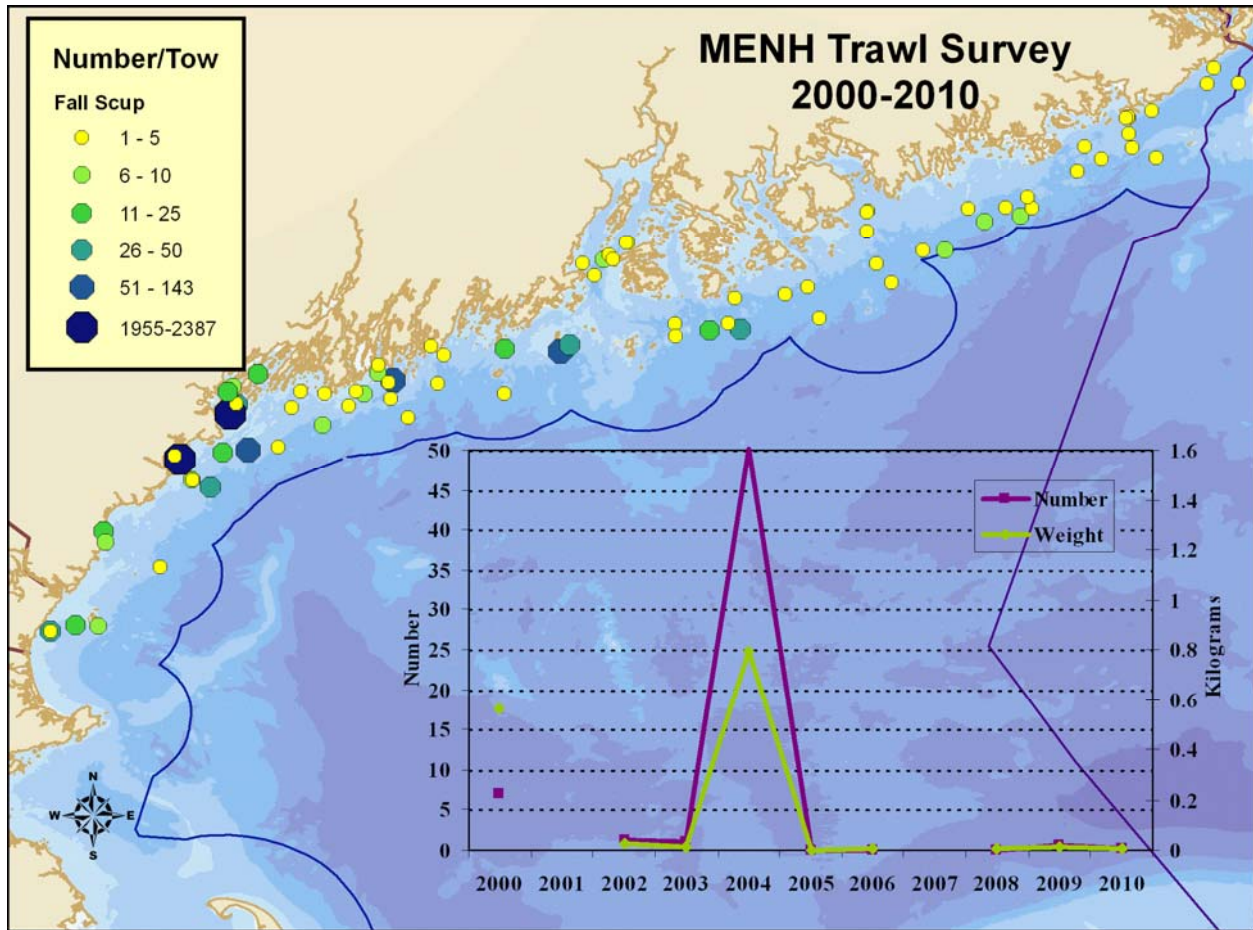 MENH Trawl Survey
2000-2010
Number/Tow
Fall Scup
1 - 5
6 - 10
11 - 25
26 - 50
51 - 143
1955-2387
N
W E
S
50
45
40
35
30
25
20
15
10
5
0
Number
Number
Weight
1.6
1.4
1.2
1
0.8
0.6
0.4
0.2
0
Kilograms
2000 2001 2002 2003 2004 2005 2006 2007 2008 2009 2010